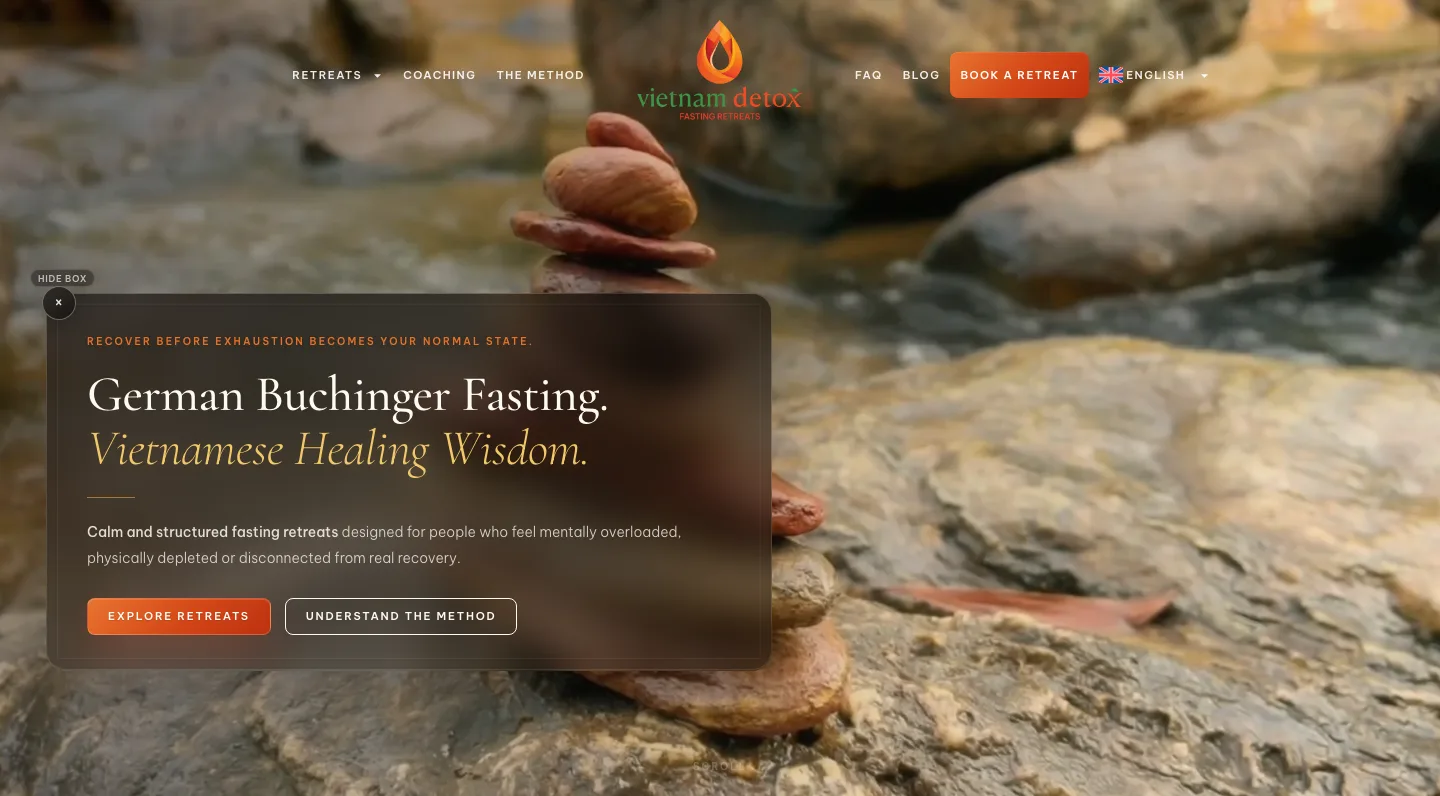 RETREATS
COACHING
THE METHOD
vietnam detox
FASTING RETREATS
FAQ
BLOG
BOOK A RETREAT
ENGLISH
HIDE BOX
×
RECOVER BEFORE EXHAUSTION BECOMES YOUR NORMAL STATE.
German Buchinger Fasting.
Vietnamese Healing Wisdom.
Calm and structured fasting retreats designed for people who feel mentally overloaded,
physically depleted or disconnected from real recovery.
EXPLORE RETREATS
UNDERSTAND THE METHOD